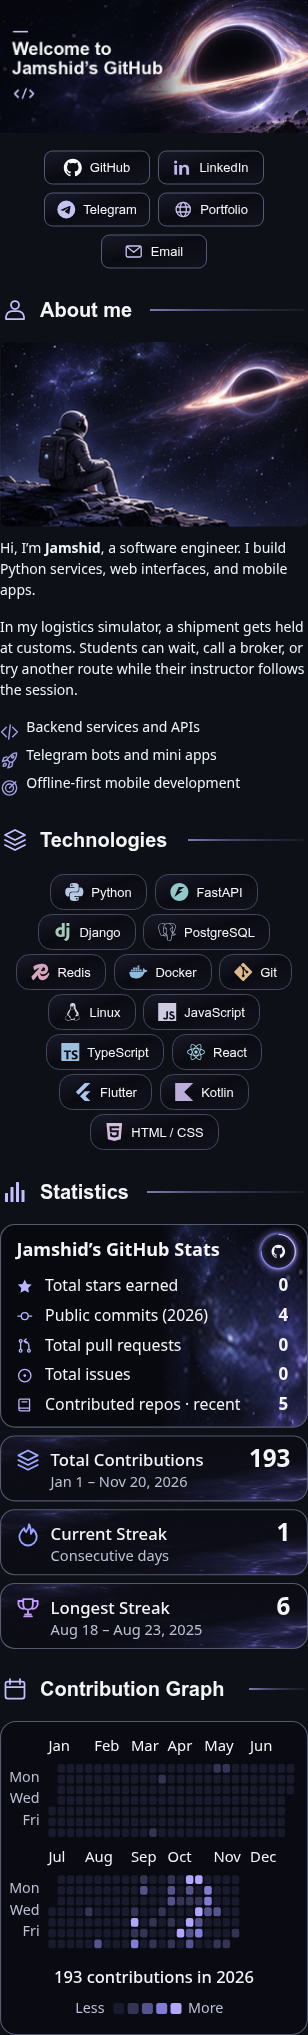 Welcome to
Jamshid's GitHub
</>
GitHub
LinkedIn
Telegram
Portfolio
Email
About me
Hi, I'm Jamshid, a software engineer. I build
Python services, web interfaces, and mobile
apps.
In my logistics simulator, a shipment gets held
at customs. Students can wait, call a broker, or
try another route while their instructor follows
the session.
Backend services and APIs
Telegram bots and mini apps
Offline-first mobile development
Technologies
Python
FastAPI
dj Django
PostgreSQL
Redis
Docker
Git
Linux
JS JavaScript
TS TypeScript
React
Flutter
Kotlin
5 HTML / CSS
Statistics
Jamshid's GitHub Stats
Total stars earned 0
Public commits (2026) 4
Total pull requests 0
Total issues 0
Contributed repos · recent 5
Total Contributions 193
Jan 1 – Nov 20, 2026
Current Streak 1
Consecutive days
Longest Streak 6
Aug 18 – Aug 23, 2025
Contribution Graph
Jan Feb Mar Apr May Jun
Mon
Wed
Fri
Jul Aug Sep Oct Nov Dec
Mon
Wed
Fri
193 contributions in 2026
Less More